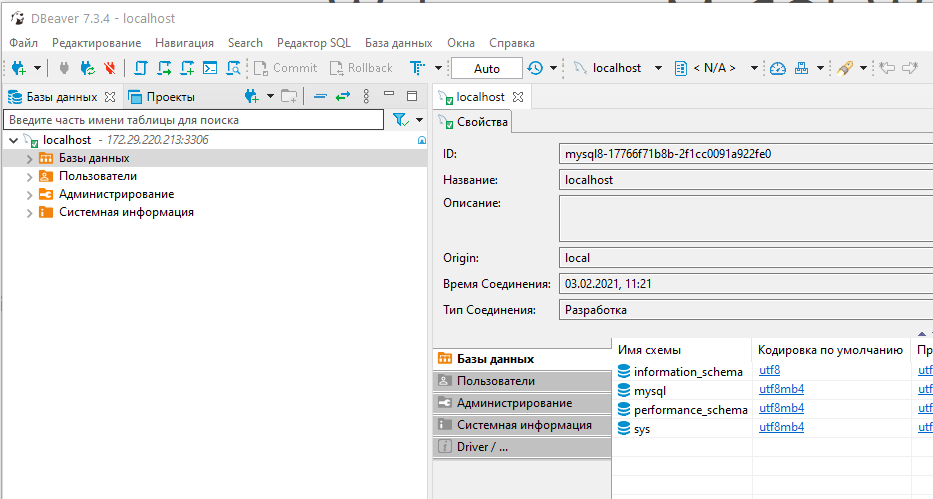 DBeaver 7.3.4 - localhost
Файл Редактирование Навигация Search Редактор SQL База данных Окна Справка
Commit Rollback Auto localhost < N/A >
Базы данных Проекты
Введите часть имени таблицы для поиска
localhost - 172.29.220.213:3306
Базы данных
Пользователи
Администрирование
Системная информация
localhost
Свойства
ID: mysql8-17766f71b8b-2f1cc0091a922fe0
Название: localhost
Описание:
Origin: local
Время Соединения: 03.02.2021, 11:21
Тип Соединения: Разработка
Базы данных
Пользователи
Администрирование
Системная информация
Driver / ...
Имя схемы Кодировка по умолчанию Пр
information_schema utf8 utf
mysql utf8mb4 utf
performance_schema utf8mb4 utf
sys utf8mb4 utf